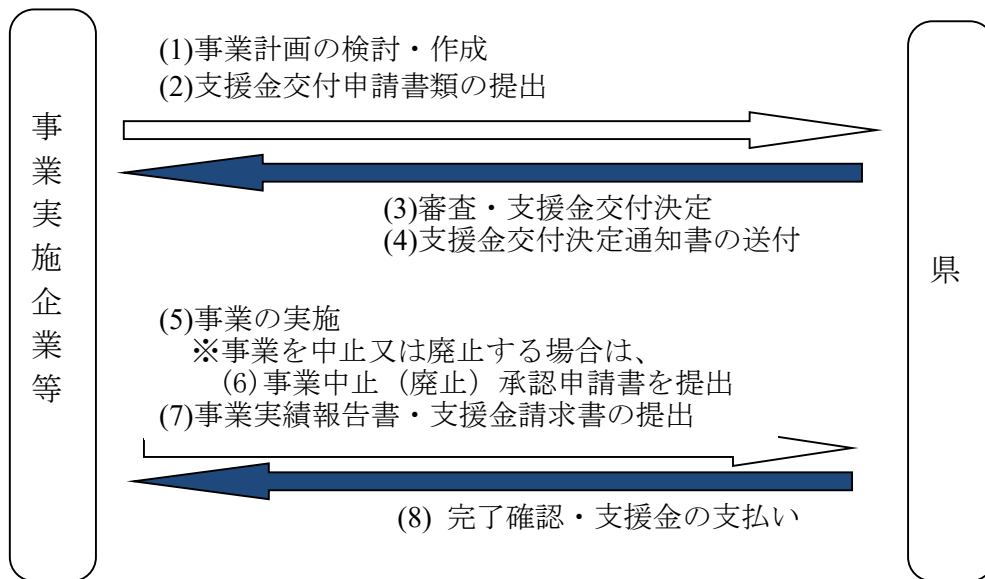 事業実施企業等
(1)事業計画の検討・作成
(2)支援金交付申請書類の提出
(3)審査・支援金交付決定
(4)支援金交付決定通知書の送付
県
(5)事業の実施
※事業を中止又は廃止する場合は、
(6)事業中止（廃止）承認申請書を提出
(7)事業実績報告書・支援金請求書の提出
(8) 完了確認・支援金の支払い